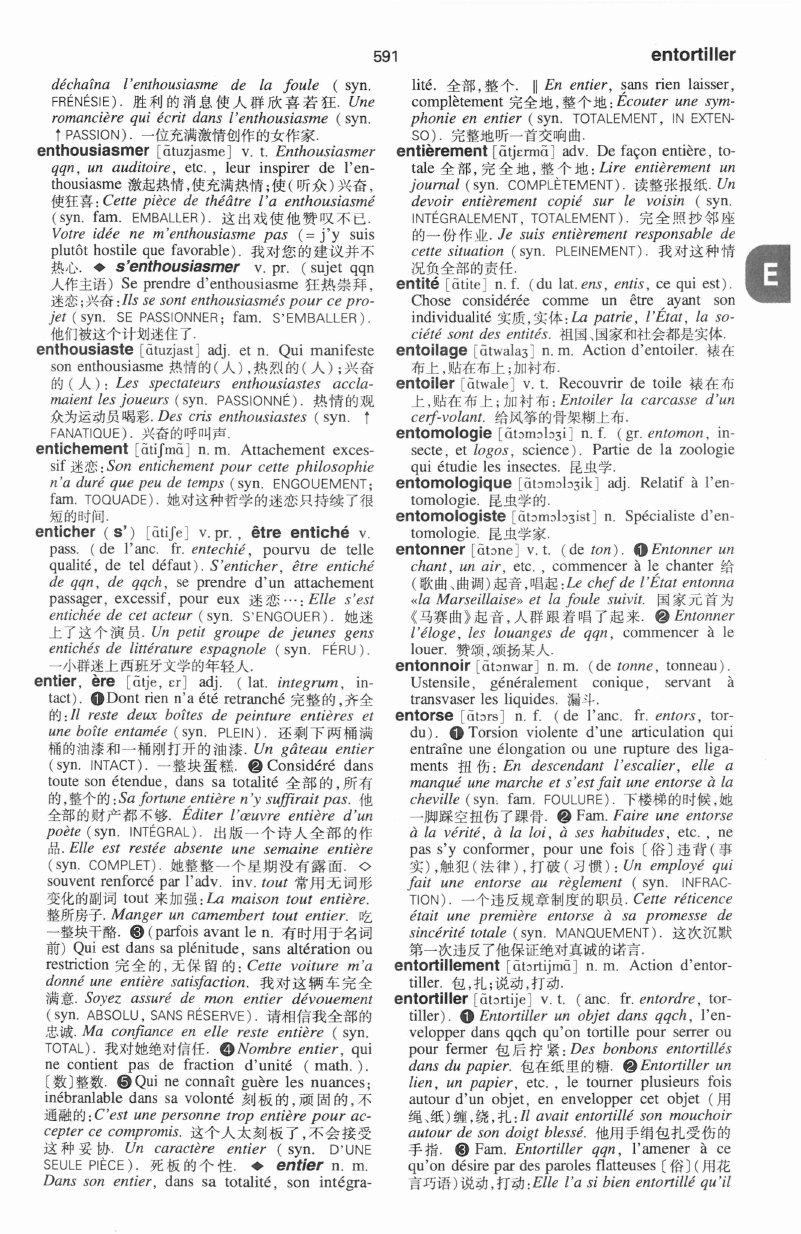 591
entortiller
déchaîna l'enthousiasme de la foule ( syn.
FRÉNÉSIE). 胜利的消息使人群欣喜若狂. Une
romancière qui écrit dans l'enthousiasme (syn.
↑PASSION). 一位充满激情创作的女作家.
enthousiasmer [ɑ̃tuzjasme] v. t. Enthousiasmer
qqn, un auditoire, etc. , leur inspirer de l'en-
thousiasme 激起热情,使充满热情;使(听众)兴奋,
使狂喜: Cette pièce de théâtre l'a enthousiasmé
(syn. fam. EMBALLER). 这出戏使他赞叹不已.
Votre idée ne m'enthousiasme pas (= j'y suis
plutôt hostile que favorable). 我对您的建议并不
热心. ◆ s'enthousiasmer v. pr. (sujet qqn
人作主语) Se prendre d'enthousiasme 狂热崇拜,
迷恋;兴奋:Ils se sont enthousiasmés pour ce pro-
jet (syn. SE PASSIONNER; fam. S'EMBALLER).
他们被这个计划迷住了.
enthousiaste [ɑ̃tuzjast] adj. et n. Qui manifeste
son enthousiasme 热情的(人),热烈的(人);兴奋
的(人): Les spectateurs enthousiastes accla-
maient les joueurs (syn. PASSIONNÉ). 热情的观
众为运动员喝彩. Des cris enthousiastes (syn. ↑
FANATIQUE). 兴奋的呼叫声.
entichement [ɑ̃tiʃmɑ̃] n. m. Attachement exces-
sif 迷恋:Son entichement pour cette philosophie
n'a duré que peu de temps (syn. ENGOUEMENT;
fam. TOQUADE). 她对这种哲学的迷恋只持续了很
短的时间.
enticher ( s') [ɑ̃tiʃe] v. pr. , être entiché v.
pass. (de l'anc. fr. entechié, pourvu de telle
qualité, de tel défaut). S'enticher, être entiché
de qqn, de qqch, se prendre d'un attachement
passager, excessif, pour eux 迷恋…: Elle s'est
entichée de cet acteur (syn. S'ENGOUER). 她迷
上了这个演员. Un petit groupe de jeunes gens
entichés de littérature espagnole (syn. FÉRU).
一小群迷上西班牙文学的年轻人.
entier, ère [ɑ̃tje, ɛr] adj. ( lat. integrum, in-
tact). ❶Dont rien n'a été retranché 完整的,齐全
的:Il reste deux boîtes de peinture entières et
une boîte entamée (syn. PLEIN). 还剩下两桶满
桶的油漆和一桶刚打开的油漆. Un gâteau entier
(syn. INTACT). 一整块蛋糕. ❷Considéré dans
toute son étendue, dans sa totalité 全部的,所有
的,整个的:Sa fortune entière n'y suffirait pas. 他
全部的财产都不够. Éditer l'œuvre entière d'un
poète (syn. INTÉGRAL). 出版一个诗人全部的作
品. Elle est restée absente une semaine entière
(syn. COMPLET). 她整整一个星期没有露面. ◇
souvent renforcé par l'adv. inv. tout 常用无词形
变化的副词 tout 来加强:La maison tout entière.
整所房子. Manger un camembert tout entier. 吃
一整块干酪. ❸(parfois avant le n. 有时用于名词
前) Qui est dans sa plénitude, sans altération ou
restriction 完全的,无保留的: Cette voiture m'a
donné une entière satisfaction. 我对这辆车完全
满意. Soyez assuré de mon entier dévouement
(syn. ABSOLU, SANS RÉSERVE). 请相信我全部的
忠诚. Ma confiance en elle reste entière ( syn.
TOTAL). 我对她绝对信任. ❹Nombre entier, qui
ne contient pas de fraction d'unité ( math. ).
[数]整数. ❺Qui ne connaît guère les nuances;
inébranlable dans sa volonté 刻板的,顽固的,不
通融的:C'est une personne trop entière pour ac-
cepter ce compromis. 这个人太刻板了,不会接受
这种妥协. Un caractère entier ( syn. D'UNE
SEULE PIÈCE). 死板的个性. ◆ entier n. m.
Dans son entier, dans sa totalité, son intégra-
lité. 全部,整个. ‖ En entier, sans rien laisser,
complètement 完全地,整个地:Écouter une sym-
phonie en entier (syn. TOTALEMENT, IN EXTEN-
SO). 完整地听一首交响曲.
entièrement [ɑ̃tjɛrmɑ̃] adv. De façon entière, to-
tale 全部,完全地,整个地: Lire entièrement un
journal (syn. COMPLÈTEMENT). 读整张报纸. Un
devoir entièrement copié sur le voisin ( syn.
INTÉGRALEMENT, TOTALEMENT). 完全照抄邻座
的一份作业. Je suis entièrement responsable de
cette situation (syn. PLEINEMENT). 我对这种情
况负全部的责任.
E
entité [ɑ̃tite] n. f. (du lat. ens, entis, ce qui est).
Chose considérée comme un être ayant son
individualité 实质,实体:La patrie, l'État, la so-
ciété sont des entités. 祖国、国家和社会都是实体.
entoilage [ɑ̃twalaʒ] n. m. Action d'entoiler. 裱在
布上,贴在布上;加衬布.
entoiler [ɑ̃twale] v. t. Recouvrir de toile 裱在布
上,贴在布上;加衬布: Entoiler la carcasse d'un
cerf-volant. 给风筝的骨架糊上布.
entomologie [ɑ̃tɔmɔlɔʒi] n. f. (gr. entomon, in-
secte, et logos, science). Partie de la zoologie
qui étudie les insectes. 昆虫学.
entomologique [ɑ̃tɔmɔlɔʒik] adj. Relatif à l'en-
tomologie. 昆虫学的.
entomologiste [ɑ̃tɔmɔlɔʒist] n. Spécialiste d'en-
tomologie. 昆虫学家.
entonner [ɑ̃tɔne] v. t. (de ton). ❶Entonner un
chant, un air, etc. , commencer à le chanter 给
(歌曲、曲调)起音,唱起:Le chef de l'État entonna
«la Marseillaise» et la foule suivit. 国家元首为
《马赛曲》起音,人群跟着唱了起来. ❷Entonner
l'éloge, les louanges de qqn, commencer à le
louer. 赞颂,颂扬某人.
entonnoir [ɑ̃tɔnwar] n. m. (de tonne, tonneau).
Ustensile, généralement conique, servant à
transvaser les liquides. 漏斗.
entorse [ɑ̃tɔrs] n. f. (de l'anc. fr. entors, tor-
du). ❶Torsion violente d'une articulation qui
entraîne une élongation ou une rupture des liga-
ments 扭伤: En descendant l'escalier, elle a
manqué une marche et s'est fait une entorse à la
cheville (syn. fam. FOULURE). 下楼梯的时候,她
一脚踩空扭伤了踝骨. ❷Fam. Faire une entorse
à la vérité, à la loi, à ses habitudes, etc. , ne
pas s'y conformer, pour une fois [俗]违背(事
实),触犯(法律),打破(习惯): Un employé qui
fait une entorse au règlement ( syn. INFRAC-
TION). 一个违反规章制度的职员. Cette réticence
était une première entorse à sa promesse de
sincérité totale (syn. MANQUEMENT). 这次沉默
第一次违反了他保证绝对真诚的诺言.
entortillement [ɑ̃tɔrtijmɑ̃] n. m. Action d'entor-
tiller. 包,扎;说动,打动.
entortiller [ɑ̃tɔrtije] v. t. (anc. fr. entordre, tor-
tiller). ❶Entortiller un objet dans qqch, l'en-
velopper dans qqch qu'on tortille pour serrer ou
pour fermer 包后拧紧: Des bonbons entortillés
dans du papier. 包在纸里的糖. ❷Entortiller un
lien, un papier, etc. , le tourner plusieurs fois
autour d'un objet, en envelopper cet objet (用
绳、纸)缠,绕,扎:Il avait entortillé son mouchoir
autour de son doigt blessé. 他用手绢包扎受伤的
手指. ❸Fam. Entortiller qqn, l'amener à ce
qu'on désire par des paroles flatteuses [俗](用花
言巧语)说动,打动:Elle l'a si bien entortillé qu'il